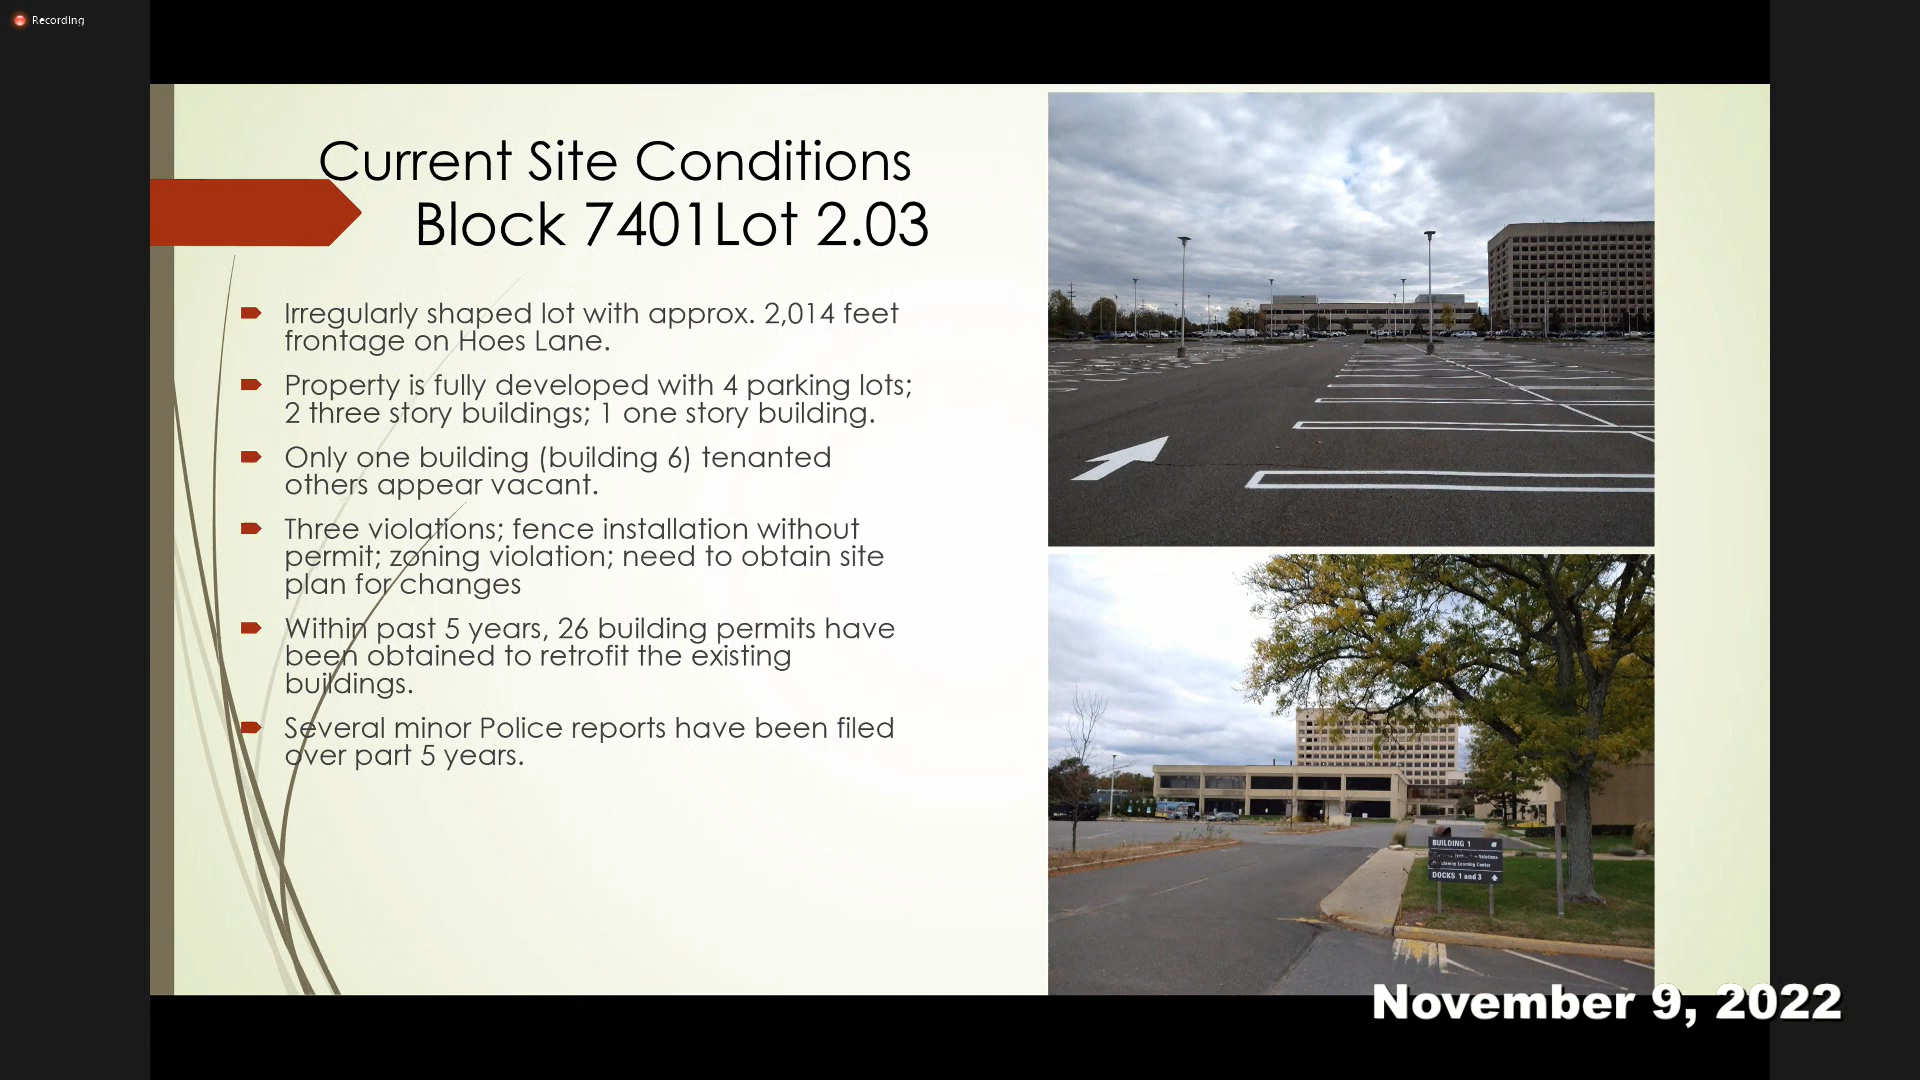 Recording
Current Site Conditions
Block 7401Lot 2.03
Irregularly shaped lot with approx. 2,014 feet
frontage on Hoes Lane.
Property is fully developed with 4 parking lots;
2 three story buildings; 1 one story building.
Only one building (building 6) tenanted
others appear vacant.
Three violations; fence installation without
permit; zoning violation; need to obtain site
plan for changes
Within past 5 years, 26 building permits have
been obtained to retrofit the existing
buildings.
Several minor Police reports have been filed
over part 5 years.
BUILDING 1
Solutions
Learning Center
DOCKS 1 and 3
November 9, 2022